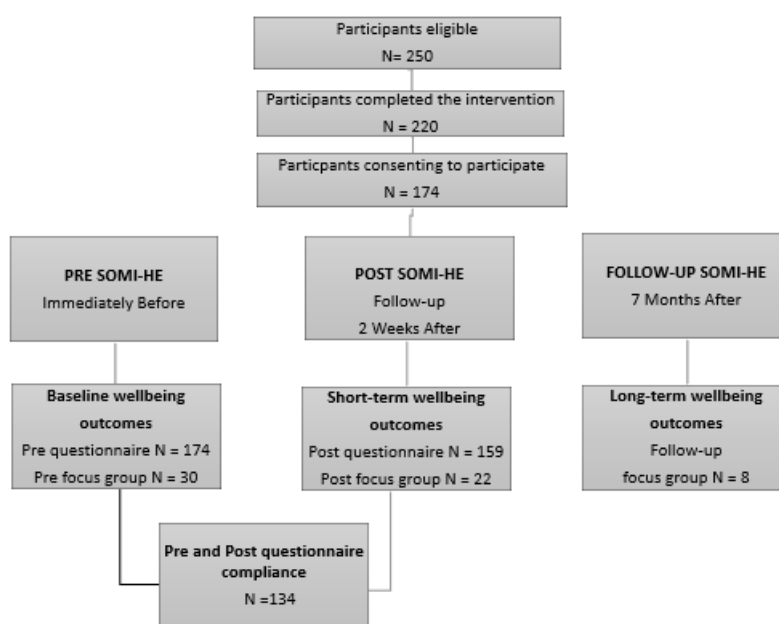 Participants eligible
N= 250
Participants completed the intervention
N = 220
Particpants consenting to participate
N = 174
PRE SOMI-HE
Immediately Before
POST SOMI-HE
Follow-up
2 Weeks After
FOLLOW-UP SOMI-HE
7 Months After
Baseline wellbeing
outcomes
Pre questionnaire N = 174
Pre focus group N = 30
Short-term wellbeing
outcomes
Post questionnaire N = 159
Post focus group N = 22
Long-term wellbeing
outcomes
Follow-up
focus group N = 8
Pre and Post questionnaire
compliance
N =134